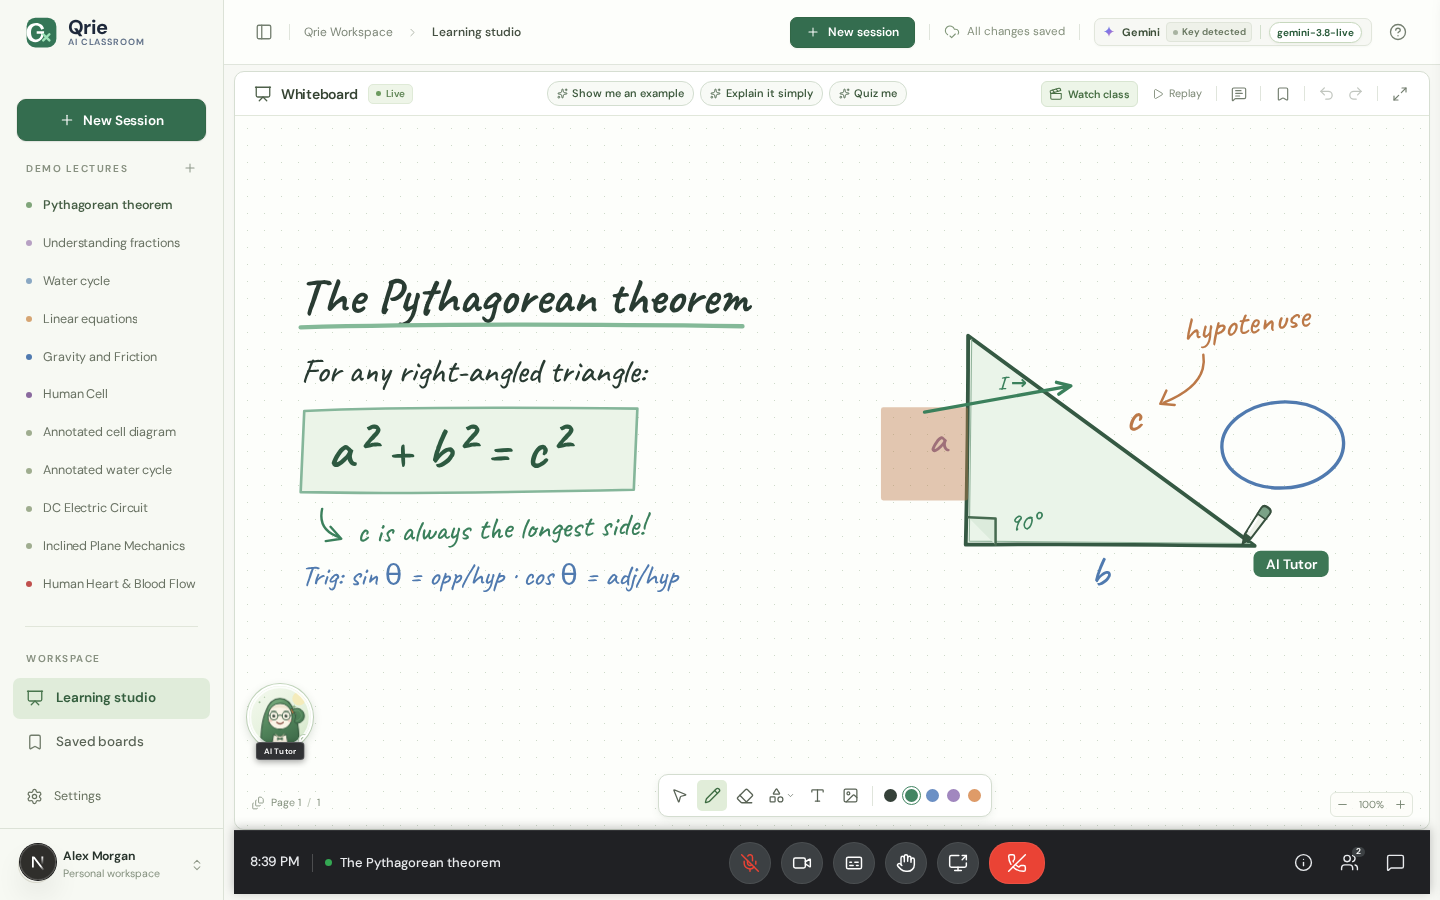 Qrie
AI CLASSROOM
New Session
DEMO LECTURES
Pythagorean theorem
Understanding fractions
Water cycle
Linear equations
Gravity and Friction
Human Cell
Annotated cell diagram
Annotated water cycle
DC Electric Circuit
Inclined Plane Mechanics
Human Heart & Blood Flow
WORKSPACE
Learning studio
Saved boards
Settings
N
Alex Morgan
Personal workspace
Qrie Workspace > Learning studio
New session
All changes saved
Gemini
Key detected
gemini-3.8-live
Whiteboard
Live
Show me an example
Explain it simply
Quiz me
Watch class
Replay
The Pythagorean theorem
For any right-angled triangle:
a² + b² = c²
c is always the longest side!
Trig: sin θ = opp/hyp · cos θ = adj/hyp
hypotenuse
I→
c
a
90°
b
AI Tutor
AI Tutor
Page 1 / 1
100%
8:39 PM
The Pythagorean theorem
2